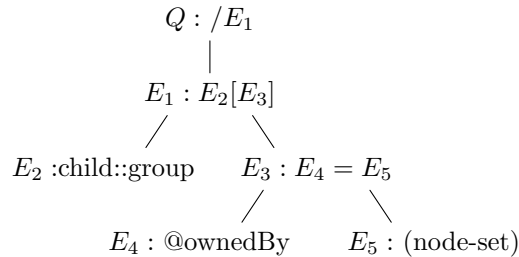 Q : /E₁
E₁ : E₂[E₃]
E₂ :child::group E₃ : E₄ = E₅
E₄ : @ownedBy E₅ : (node-set)